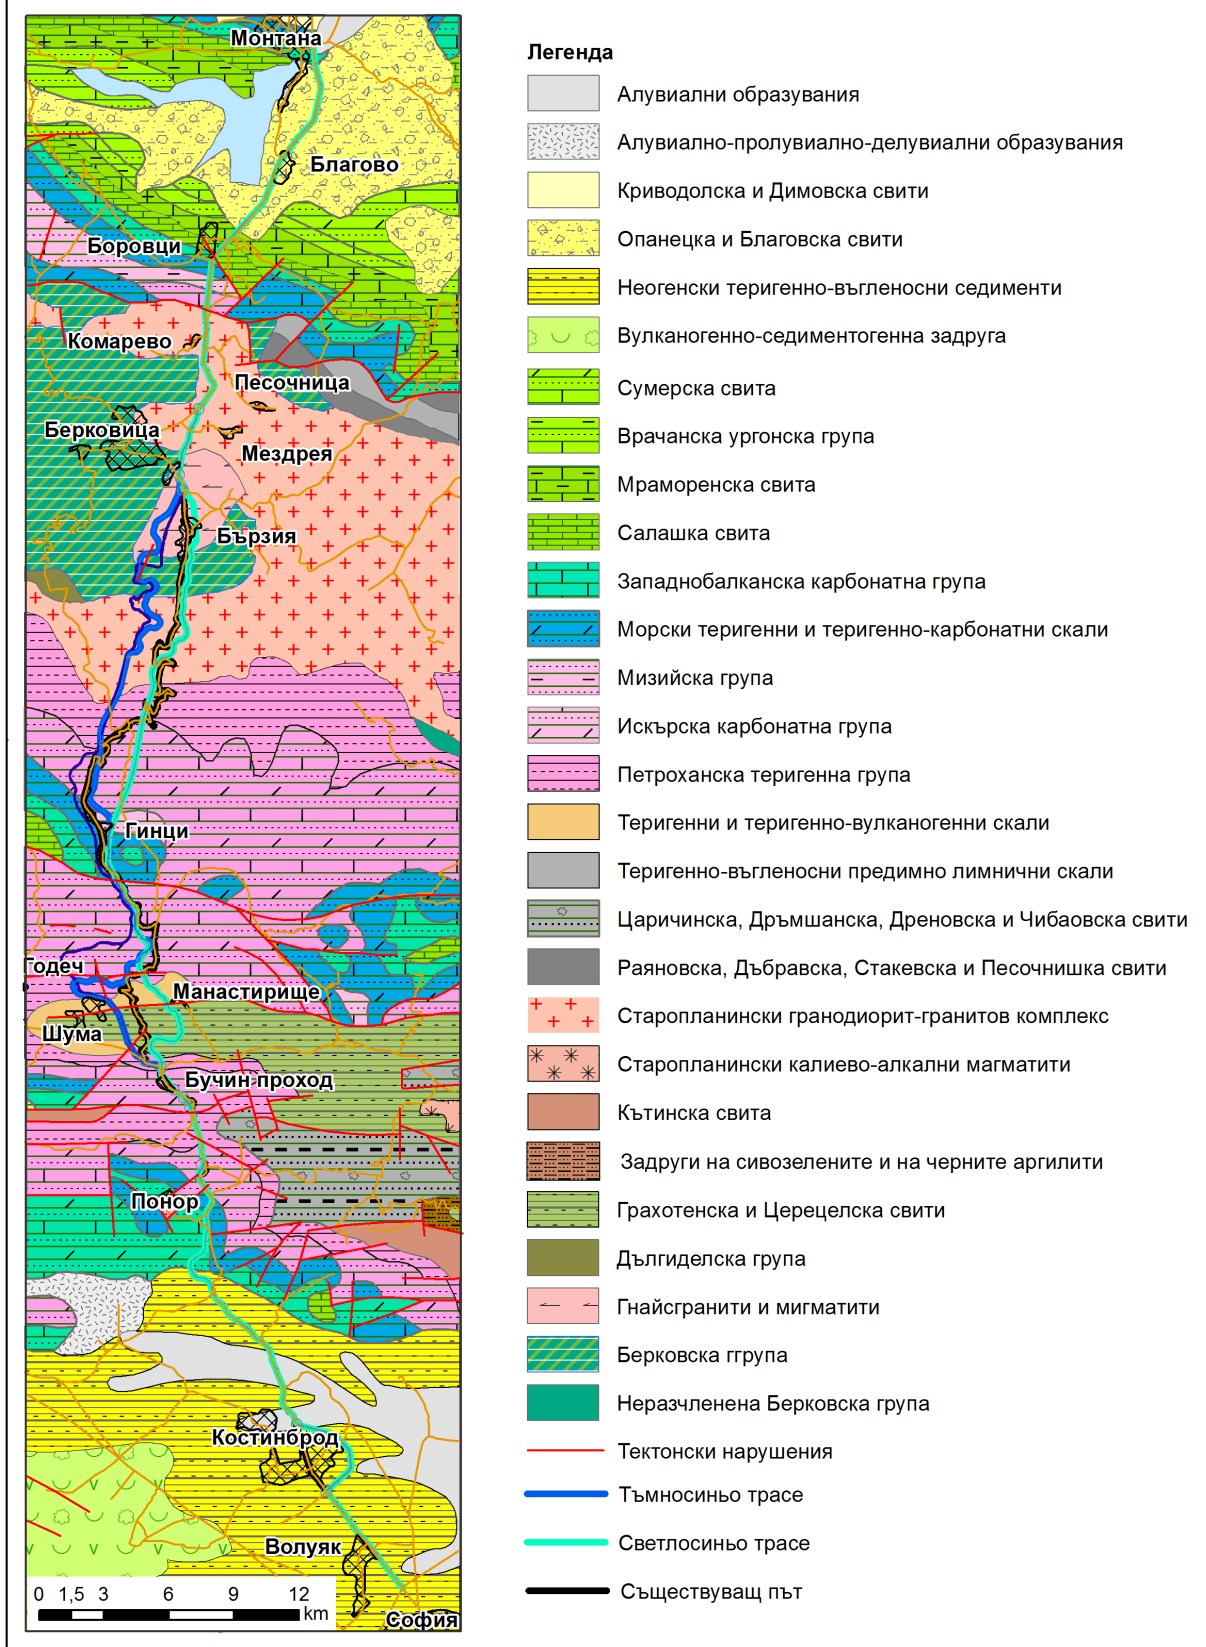 Монтана
Благово
Боровци
Комарево
Песочница
Берковица
Мездрея
Бързия
Гинци
Годеч
Манастирище
Шума
Бучин проход
Понор
Костинброд
Волуяк
София
0 1,5 3 6 9 12
km
Легенда
Алувиални образувания
Алувиално-пролувиално-делувиални образувания
Криводолска и Димовска свити
Опанецка и Благовска свити
Неогенски теригенно-въгленосни седименти
Вулканогенно-седиментогенна задруга
Сумерска свита
Врачанска ургонска група
Мраморенска свита
Салашка свита
Западнобалканска карбонатна група
Морски теригенни и теригенно-карбонатни скали
Мизийска група
Искърска карбонатна група
Петроханска теригенна група
Теригенни и теригенно-вулканогенни скали
Теригенно-въгленосни предимно лимнични скали
Царичинска, Дръмшанска, Дреновска и Чибаовска свити
Раяновска, Дъбравска, Стакевска и Песочнишка свити
Старопланински гранодиорит-гранитов комплекс
Старопланински калиево-алкални магматити
Кътинска свита
Задруги на сивозелените и на черните аргилити
Грахотенска и Церецелска свити
Дългиделска група
Гнайсгранити и мигматити
Берковска ггрупа
Неразчленена Берковска група
Тектонски нарушения
Тъмносиньо трасе
Светлосиньо трасе
Съществуващ път